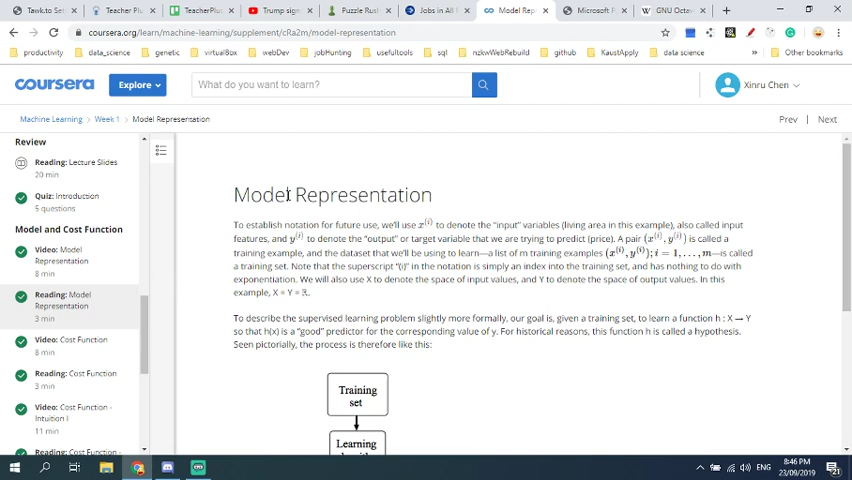 Tawk.to Se
Teacher Plu
TeacherPlus
Trump sign
Puzzle Rus
Jobs in All
Model Rep
Microsoft P
GNU Octav
coursera.org/learn/machine-learning/supplement/cRa2m/model-representation
productivity
data_science
genetic
virtualBox
webDev
jobHunting
usefultools
sql
nzkwWebRebuild
github
KaustApply
data science
Other bookmarks
coursera
Explore
What do you want to learn?
Xinru Chen
Machine Learning > Week 1 > Model Representation
Prev | Next
Review
Reading: Lecture Slides
20 min
Quiz: Introduction
5 questions
Model and Cost Function
Video: Model
Representation
8 min
Reading: Model
Representation
3 min
Video: Cost Function
8 min
Reading: Cost Function
3 min
Video: Cost Function -
Intuition I
11 min
Reading: Cost Function -
Model Representation
To establish notation for future use, we'll use x⁽ⁱ⁾ to denote the "input" variables (living area in this example), also called input
features, and y⁽ⁱ⁾ to denote the "output" or target variable that we are trying to predict (price). A pair (x⁽ⁱ⁾, y⁽ⁱ⁾) is called a
training example, and the dataset that we'll be using to learn—a list of m training examples (x⁽ⁱ⁾, y⁽ⁱ⁾); i = 1, . . . , m—is called
a training set. Note that the superscript "(i)" in the notation is simply an index into the training set, and has nothing to do with
exponentiation. We will also use X to denote the space of input values, and Y to denote the space of output values. In this
example, X = Y = ℝ.
To describe the supervised learning problem slightly more formally, our goal is, given a training set, to learn a function h : X → Y
so that h(x) is a "good" predictor for the corresponding value of y. For historical reasons, this function h is called a hypothesis.
Seen pictorially, the process is therefore like this:
Training
set
Learning
ENG
8:46 PM
23/09/2019
21